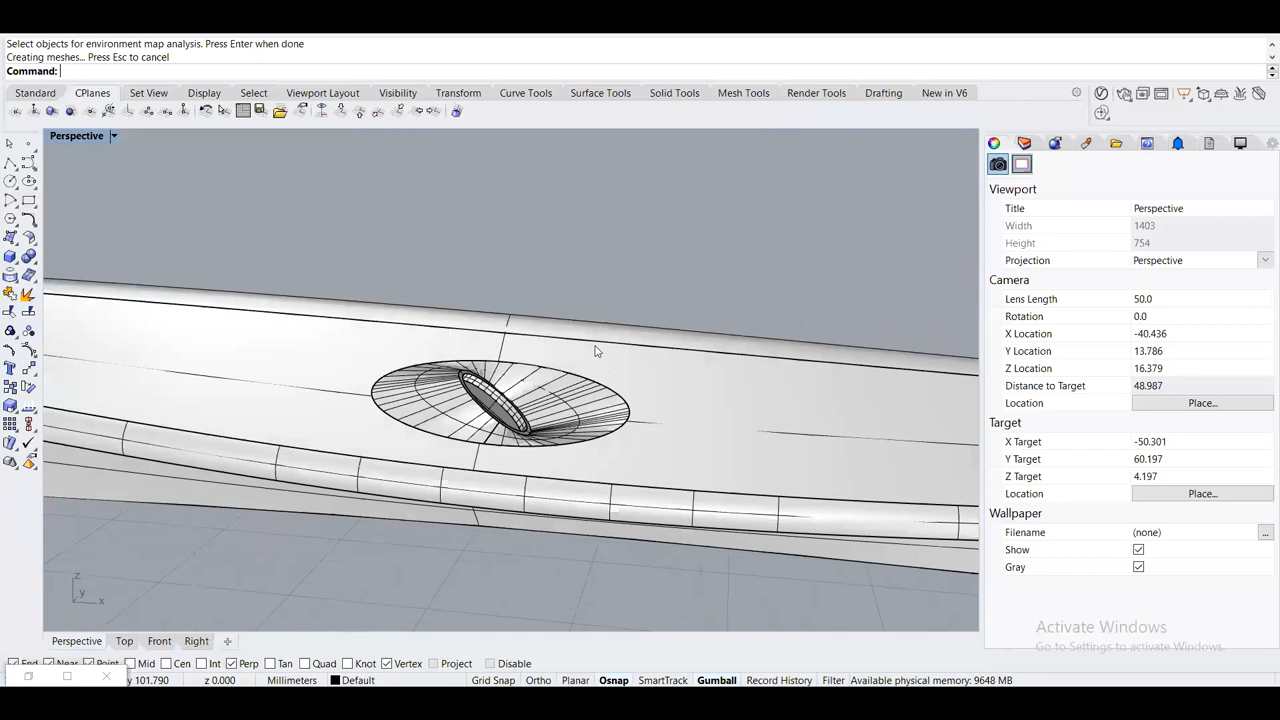 Select objects for environment map analysis. Press Enter when done
Creating meshes... Press Esc to cancel
Command:
Standard CPlanes Set View Display Select Viewport Layout Visibility Transform Curve Tools Surface Tools Solid Tools Mesh Tools Render Tools Drafting New in V6
Perspective
Viewport
Title Perspective
Width 1403
Height 754
Projection Perspective
Camera
Lens Length 50.0
Rotation 0.0
X Location -40.436
Y Location 13.786
Z Location 16.379
Distance to Target 48.987
Location Place...
Target
X Target -50.301
Y Target 60.197
Z Target 4.197
Location Place...
Wallpaper
Filename (none) ...
Show
Gray
z
y
x
Activate Windows
Go to Settings to activate Windows.
Perspective Top Front Right
End Near Point Mid Cen Int Perp Tan Quad Knot Vertex Project Disable
y 101.790 z 0.000 Millimeters Default Grid Snap Ortho Planar Osnap SmartTrack Gumball Record History Filter Available physical memory: 9648 MB